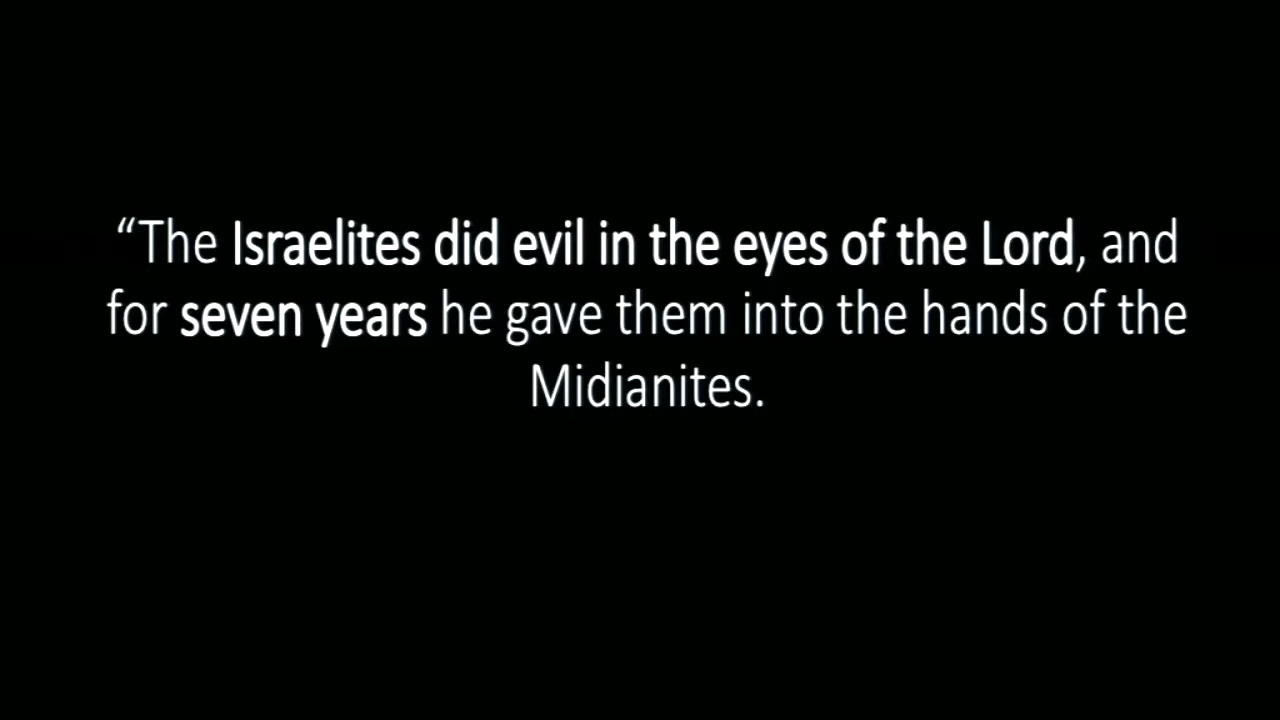 “The Israelites did evil in the eyes of the Lord, and
for seven years he gave them into the hands of the
Midianites.